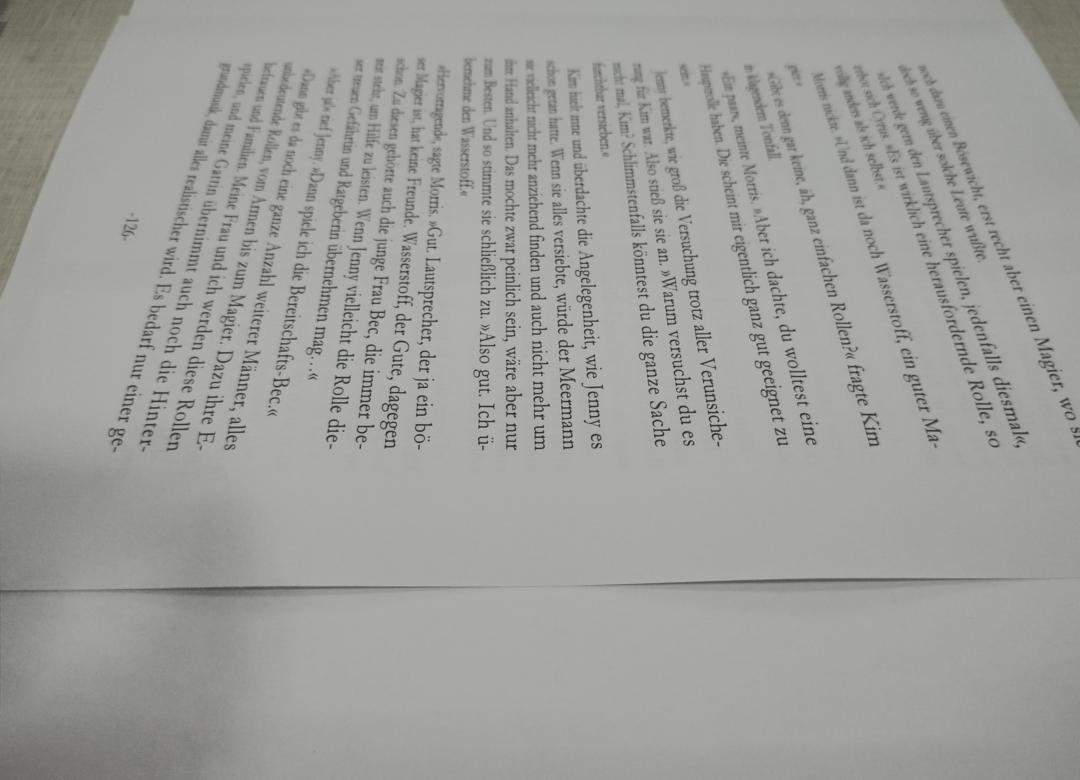 noch dazu einen Bösewicht, erst recht aber einen Magier, wo sie
doch so wenig über solche Leute wußte.
»Ich werde gern den Lautsprecher spielen, jedenfalls diesmal«,
erbot sich Cyrus. »Es ist wirklich eine herausfordernde Rolle, so
völlig anders als ich selbst.«
Morris nickte. »Und dann ist da noch Wasserstoff, ein guter Ma-
gier.«
»Gibt es denn gar keine, äh, ganz einfachen Rollen?« fragte Kim
in klagendem Tonfall.
»Ein paar«, meinte Morris. »Aber ich dachte, du wolltest eine
Hauptrolle haben. Die scheint mir eigentlich ganz gut geeignet zu
sein.«
Jenny bemerkte, wie groß die Versuchung trotz aller Verunsiche-
rung für Kim war. Also stieß sie sie an. »Warum versuchst du es
nicht mal, Kim? Schlimmstenfalls könntest du die ganze Sache
furchtbar versieben.«
Kim hielt inne und überdachte die Angelegenheit, wie Jenny es
schon getan hatte. Wenn sie alles versiebte, würde der Meermann
sie vielleicht nicht mehr anziehend finden und auch nicht mehr um
ihre Hand anhalten. Das mochte zwar peinlich sein, wäre aber nur
zum Besten. Und so stimmte sie schließlich zu. »Also gut. Ich ü-
bernehme den Wasserstoff.«
»Hervorragend«, sagte Morris. »Gut. Lautsprecher, der ja ein bö-
ser Magier ist, hat keine Freunde. Wasserstoff, der Gute, dagegen
schon. Zu diesen gehörte auch die junge Frau Bec, die immer be-
reit steht, um Hilfe zu leisten. Wenn Jenny vielleicht die Rolle die-
ser treuen Gefährtin und Ratgeberin übernehmen mag…«
»Aber ja!« rief Jenny. »Dann spiele ich die Bereitschafts-Bec.«
»Dann gibt es da noch eine ganze Anzahl weiterer Männer, alles
unbedeutende Rollen, vom Armen bis zum Magier. Dazu ihre E-
hefrauen und Familien. Meine Frau und ich werden diese Rollen
spielen, und meine Gattin übernimmt auch noch die Hinter-
grundmusik, damit alles realistischer wird. Es bedarf nur einer ge-
-126-